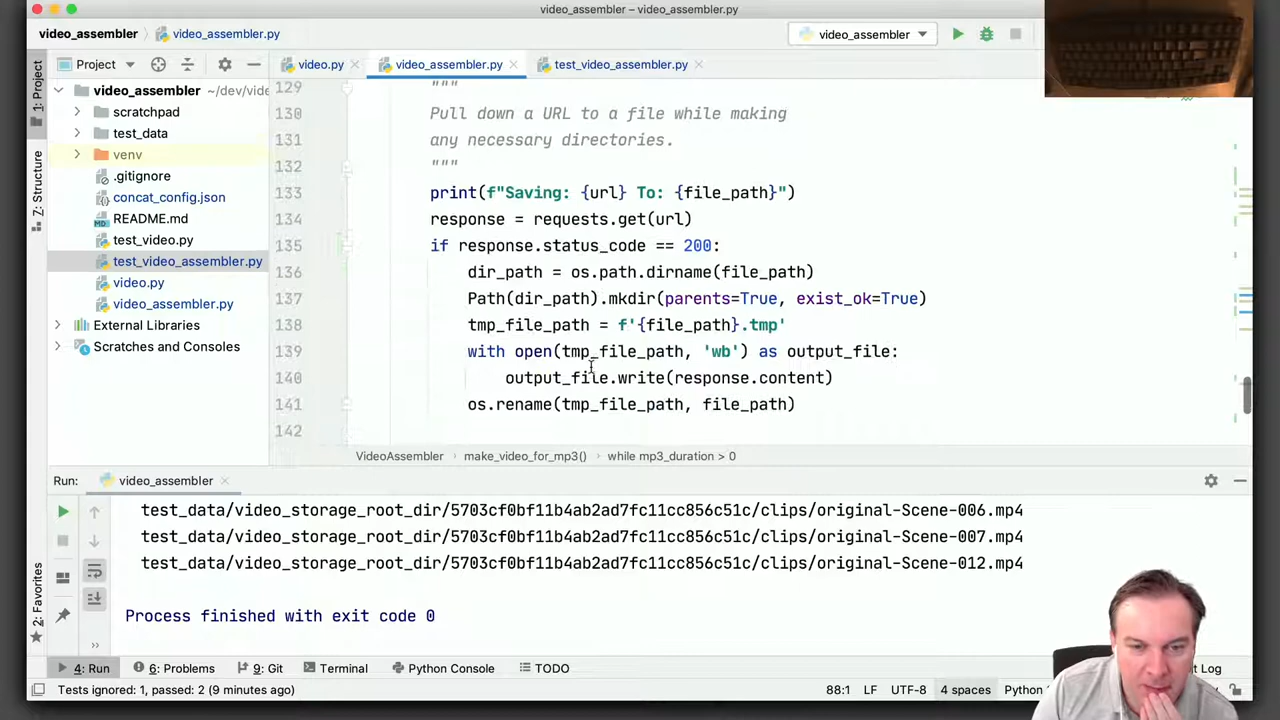 video_assembler – video_assembler.py
video_assembler
video_assembler.py
video_assembler
1: Project
Project
video.py
video_assembler.py
test_video_assembler.py
video_assembler ~/dev/vide
scratchpad
test_data
venv
.gitignore
concat_config.json
README.md
test_video.py
test_video_assembler.py
video.py
video_assembler.py
External Libraries
Scratches and Consoles
Z: Structure
129 """
130 Pull down a URL to a file while making
131 any necessary directories.
132 """
133 print(f"Saving: {url} To: {file_path}")
134 response = requests.get(url)
135 if response.status_code == 200:
136 dir_path = os.path.dirname(file_path)
137 Path(dir_path).mkdir(parents=True, exist_ok=True)
138 tmp_file_path = f'{file_path}.tmp'
139 with open(tmp_file_path, 'wb') as output_file:
140 output_file.write(response.content)
141 os.rename(tmp_file_path, file_path)
142
VideoAssembler › make_video_for_mp3() › while mp3_duration > 0
Run: video_assembler
test_data/video_storage_root_dir/5703cf0bf11b4ab2ad7fc11cc856c51c/clips/original-Scene-006.mp4
test_data/video_storage_root_dir/5703cf0bf11b4ab2ad7fc11cc856c51c/clips/original-Scene-007.mp4
test_data/video_storage_root_dir/5703cf0bf11b4ab2ad7fc11cc856c51c/clips/original-Scene-012.mp4
Process finished with exit code 0
2: Favorites
4: Run
6: Problems
9: Git
Terminal
Python Console
TODO
t Log
Tests ignored: 1, passed: 2 (9 minutes ago)
88:1 LF UTF-8 4 spaces Python